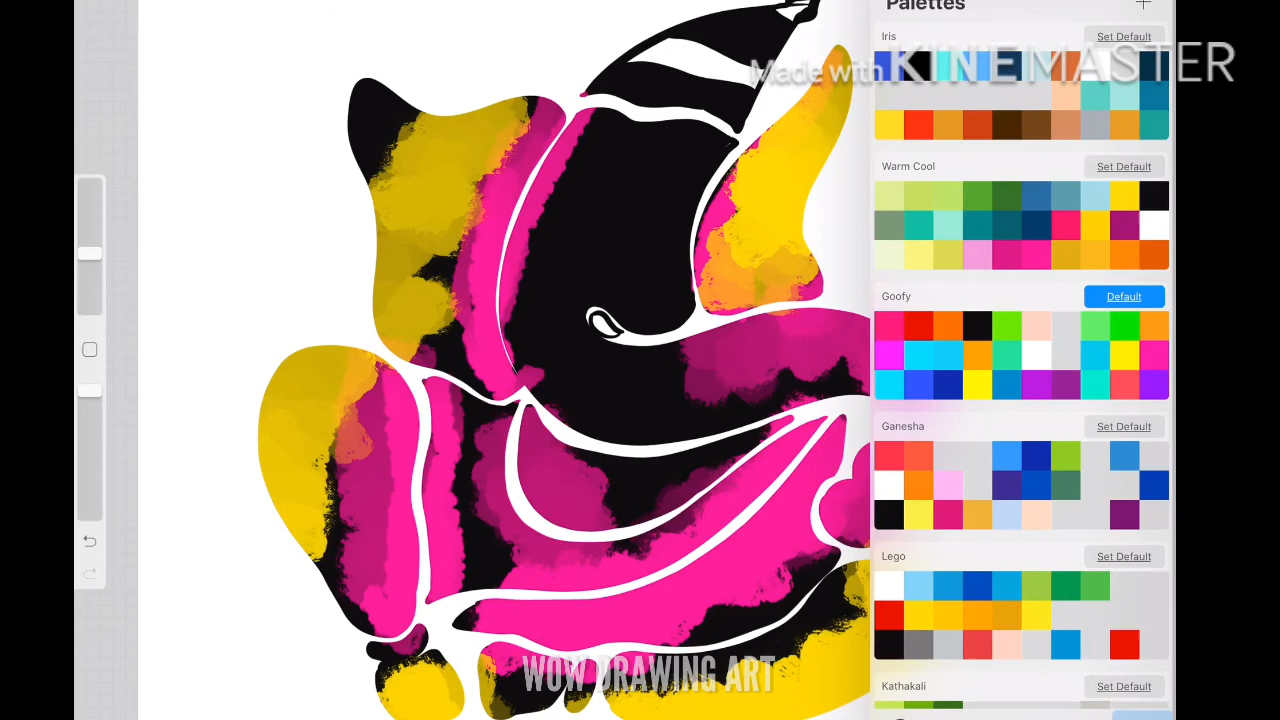 Palettes
Iris
Set Default
Made with KINEMASTER
Warm Cool
Set Default
Goofy
Default
Ganesha
Set Default
Lego
Set Default
WOW DRAWING ART
Kathakali
Set Default